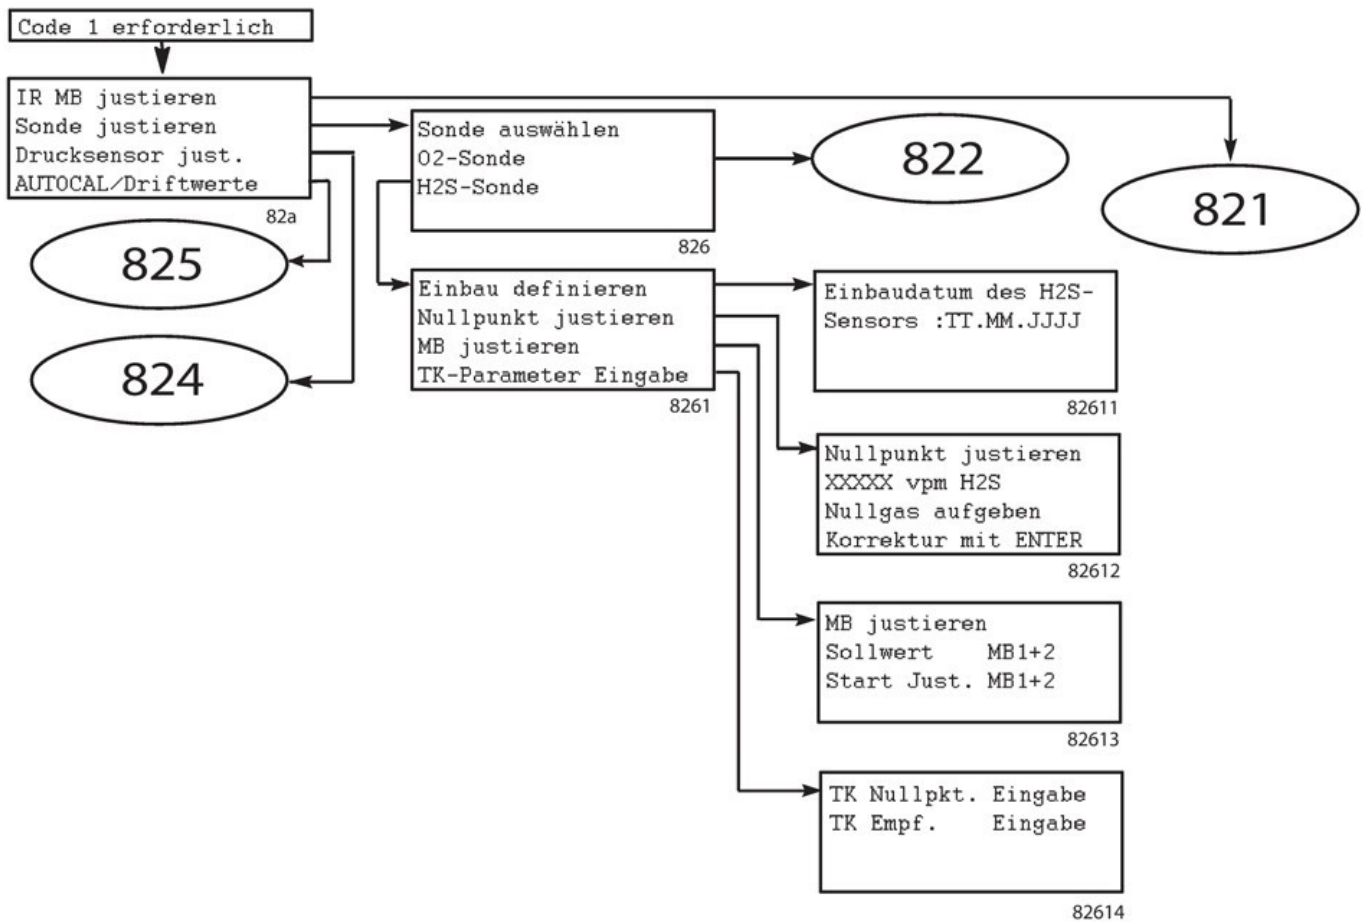 Code 1 erforderlich
IR MB justieren
Sonde justieren
Drucksensor just.
AUTOCAL/Driftwerte
82a
825
824
Sonde auswählen
O2-Sonde
H2S-Sonde
826
822
821
Einbau definieren
Nullpunkt justieren
MB justieren
TK-Parameter Eingabe
8261
Einbaudatum des H2S-
Sensors :TT.MM.JJJJ
82611
Nullpunkt justieren
XXXXX vpm H2S
Nullgas aufgeben
Korrektur mit ENTER
82612
MB justieren
Sollwert MB1+2
Start Just. MB1+2
82613
TK Nullpkt. Eingabe
TK Empf. Eingabe
82614